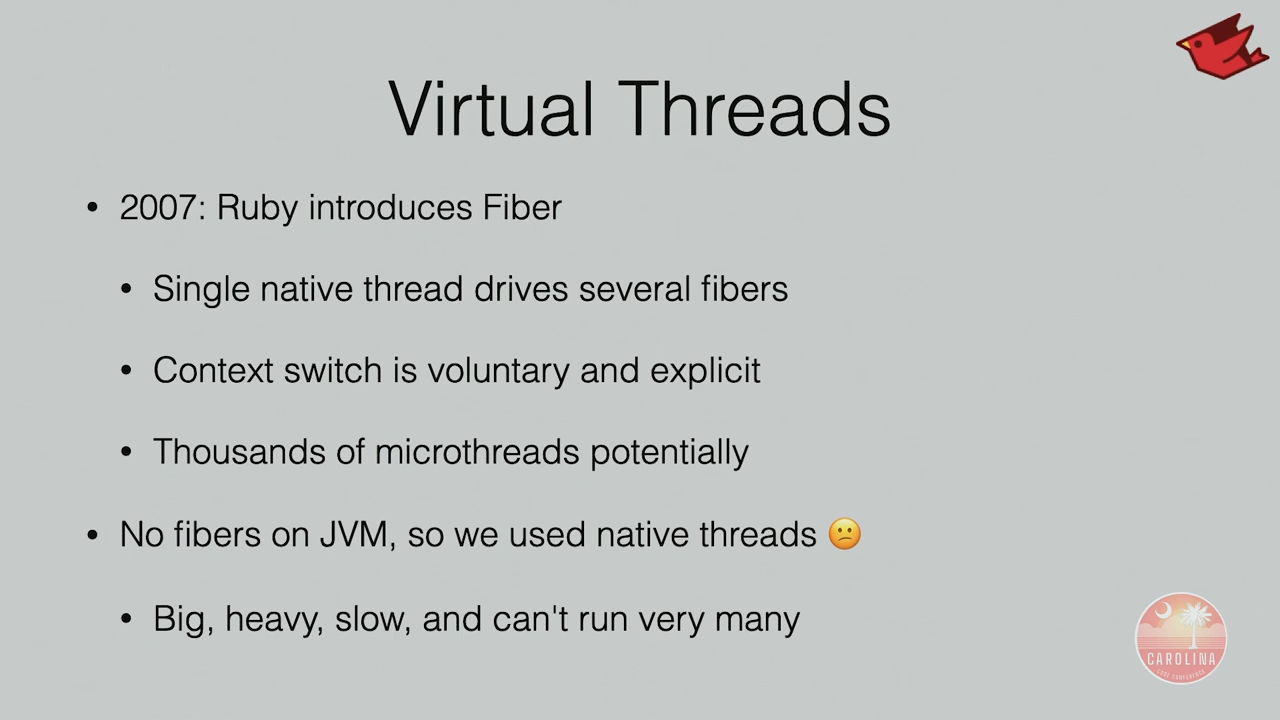 Virtual Threads
• 2007: Ruby introduces Fiber
• Single native thread drives several fibers
• Context switch is voluntary and explicit
• Thousands of microthreads potentially
• No fibers on JVM, so we used native threads 😕
• Big, heavy, slow, and can't run very many
CAROLINA
CODE CONFERENCE